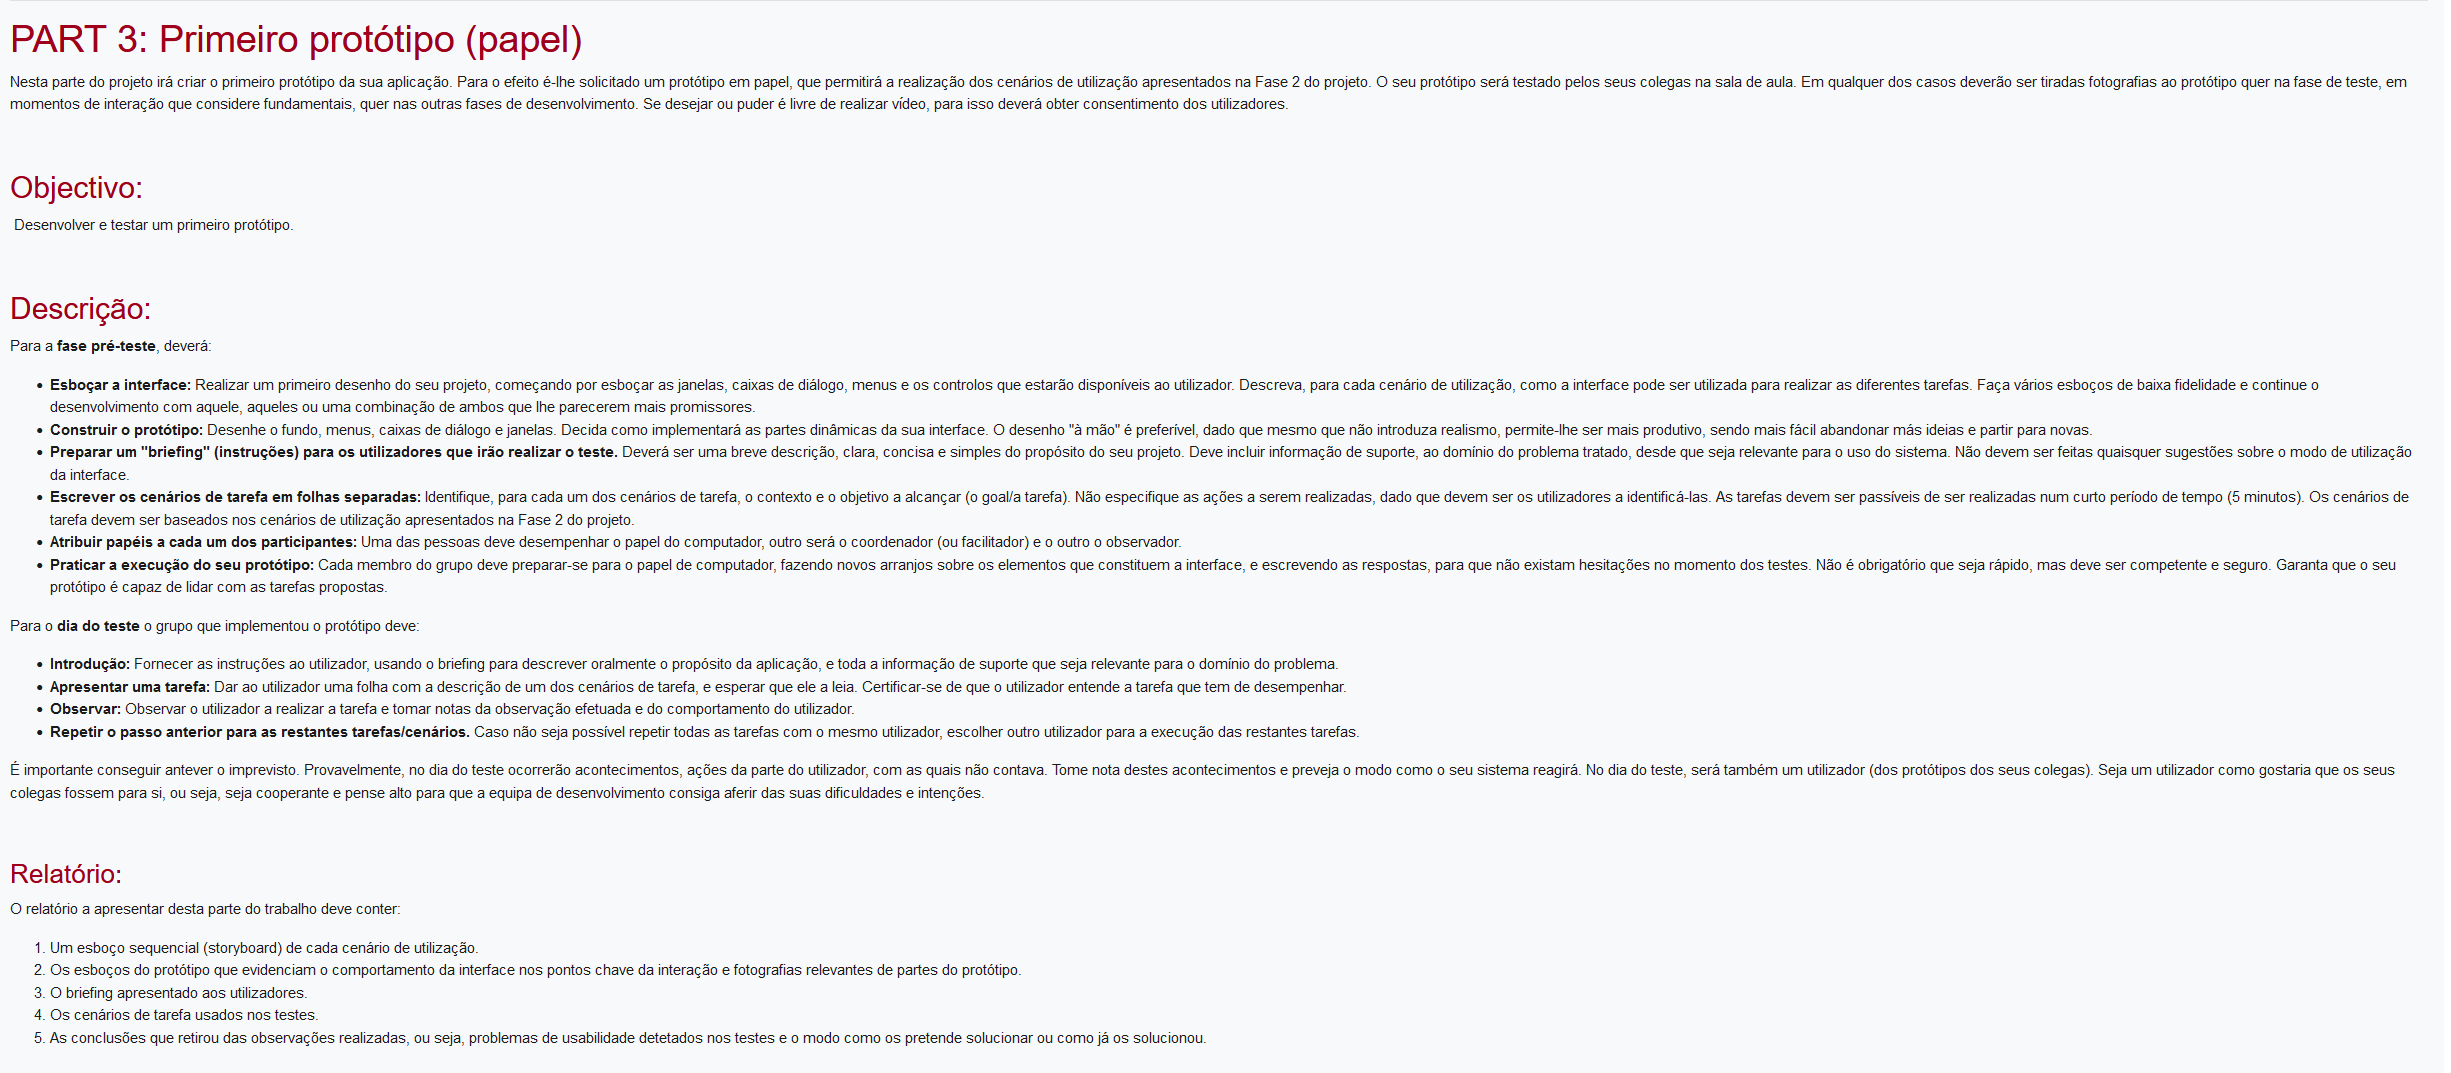 PART 3: Primeiro protótipo (papel)
Nesta parte do projeto irá criar o primeiro protótipo da sua aplicação. Para o efeito é-lhe solicitado um protótipo em papel, que permitirá a realização dos cenários de utilização apresentados na Fase 2 do projeto. O seu protótipo será testado pelos seus colegas na sala de aula. Em qualquer dos casos deverão ser tiradas fotografias ao protótipo quer na fase de teste, em
momentos de interação que considere fundamentais, quer nas outras fases de desenvolvimento. Se desejar ou puder é livre de realizar vídeo, para isso deverá obter consentimento dos utilizadores.
Objectivo:
Desenvolver e testar um primeiro protótipo.
Descrição:
Para a fase pré-teste, deverá:
• Esboçar a interface: Realizar um primeiro desenho do seu projeto, começando por esboçar as janelas, caixas de diálogo, menus e os controlos que estarão disponíveis ao utilizador. Descreva, para cada cenário de utilização, como a interface pode ser utilizada para realizar as diferentes tarefas. Faça vários esboços de baixa fidelidade e continue o
desenvolvimento com aquele, aqueles ou uma combinação de ambos que lhe parecerem mais promissores.
• Construir o protótipo: Desenhe o fundo, menus, caixas de diálogo e janelas. Decida como implementará as partes dinâmicas da sua interface. O desenho "à mão" é preferível, dado que mesmo que não introduza realismo, permite-lhe ser mais produtivo, sendo mais fácil abandonar más ideias e partir para novas.
• Preparar um "briefing" (instruções) para os utilizadores que irão realizar o teste. Deverá ser uma breve descrição, clara, concisa e simples do propósito do seu projeto. Deve incluir informação de suporte, ao domínio do problema tratado, desde que seja relevante para o uso do sistema. Não devem ser feitas quaisquer sugestões sobre o modo de utilização
da interface.
• Escrever os cenários de tarefa em folhas separadas: Identifique, para cada um dos cenários de tarefa, o contexto e o objetivo a alcançar (o goal/a tarefa). Não especifique as ações a serem realizadas, dado que devem ser os utilizadores a identificá-las. As tarefas devem ser passíveis de ser realizadas num curto período de tempo (5 minutos). Os cenários de
tarefa devem ser baseados nos cenários de utilização apresentados na Fase 2 do projeto.
• Atribuir papéis a cada um dos participantes: Uma das pessoas deve desempenhar o papel do computador, outro será o coordenador (ou facilitador) e o outro o observador.
• Praticar a execução do seu protótipo: Cada membro do grupo deve preparar-se para o papel de computador, fazendo novos arranjos sobre os elementos que constituem a interface, e escrevendo as respostas, para que não existam hesitações no momento dos testes. Não é obrigatório que seja rápido, mas deve ser competente e seguro. Garanta que o seu
protótipo é capaz de lidar com as tarefas propostas.
Para o dia do teste o grupo que implementou o protótipo deve:
• Introdução: Fornecer as instruções ao utilizador, usando o briefing para descrever oralmente o propósito da aplicação, e toda a informação de suporte que seja relevante para o domínio do problema.
• Apresentar uma tarefa: Dar ao utilizador uma folha com a descrição de um dos cenários de tarefa, e esperar que ele a leia. Certificar-se de que o utilizador entende a tarefa que tem de desempenhar.
• Observar: Observar o utilizador a realizar a tarefa e tomar notas da observação efetuada e do comportamento do utilizador.
• Repetir o passo anterior para as restantes tarefas/cenários. Caso não seja possível repetir todas as tarefas com o mesmo utilizador, escolher outro utilizador para a execução das restantes tarefas.
É importante conseguir antever o imprevisto. Provavelmente, no dia do teste ocorrerão acontecimentos, ações da parte do utilizador, com as quais não contava. Tome nota destes acontecimentos e preveja o modo como o seu sistema reagirá. No dia do teste, será também um utilizador (dos protótipos dos seus colegas). Seja um utilizador como gostaria que os seus
colegas fossem para si, ou seja, seja cooperante e pense alto para que a equipa de desenvolvimento consiga aferir das suas dificuldades e intenções.
Relatório:
O relatório a apresentar desta parte do trabalho deve conter:
1. Um esboço sequencial (storyboard) de cada cenário de utilização.
2. Os esboços do protótipo que evidenciam o comportamento da interface nos pontos chave da interação e fotografias relevantes de partes do protótipo.
3. O briefing apresentado aos utilizadores.
4. Os cenários de tarefa usados nos testes.
5. As conclusões que retirou das observações realizadas, ou seja, problemas de usabilidade detetados nos testes e o modo como os pretende solucionar ou como já os solucionou.